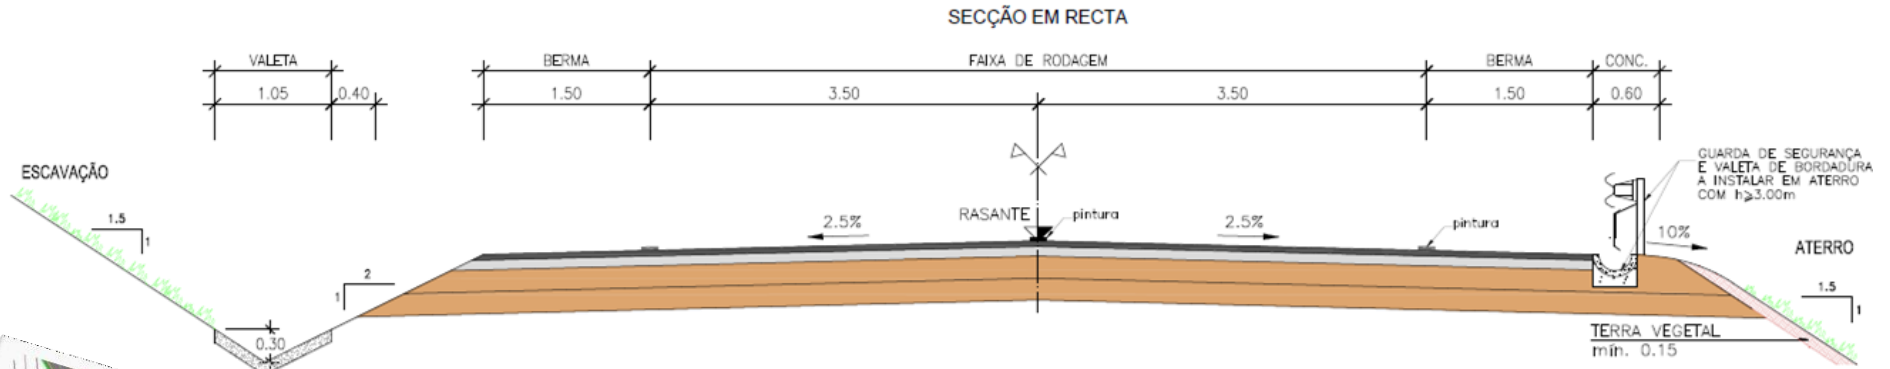 SECÇÃO EM RECTA
VALETA
BERMA
FAIXA DE RODAGEM
BERMA
CONC.
1.05
0.40
1.50
3.50
3.50
1.50
0.60
ESCAVAÇÃO
GUARDA DE SEGURANÇA
E VALETA DE BORDADURA
A INSTALAR EM ATERRO
COM h≥3.00m
1.5
1
2.5%
RASANTE
pintura
2.5%
pintura
10%
ATERRO
2
1
1.5
1
0.30
TERRA VEGETAL
mín. 0.15